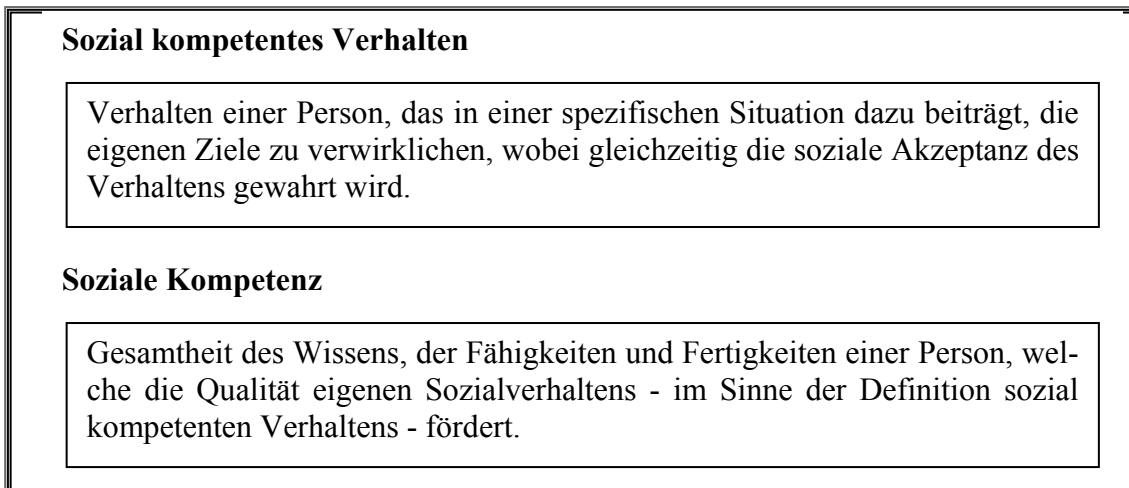 Sozial kompetentes Verhalten
Verhalten einer Person, das in einer spezifischen Situation dazu beiträgt, die
eigenen Ziele zu verwirklichen, wobei gleichzeitig die soziale Akzeptanz des
Verhaltens gewahrt wird.
Soziale Kompetenz
Gesamtheit des Wissens, der Fähigkeiten und Fertigkeiten einer Person, wel-
che die Qualität eigenen Sozialverhaltens - im Sinne der Definition sozial
kompetenten Verhaltens - fördert.